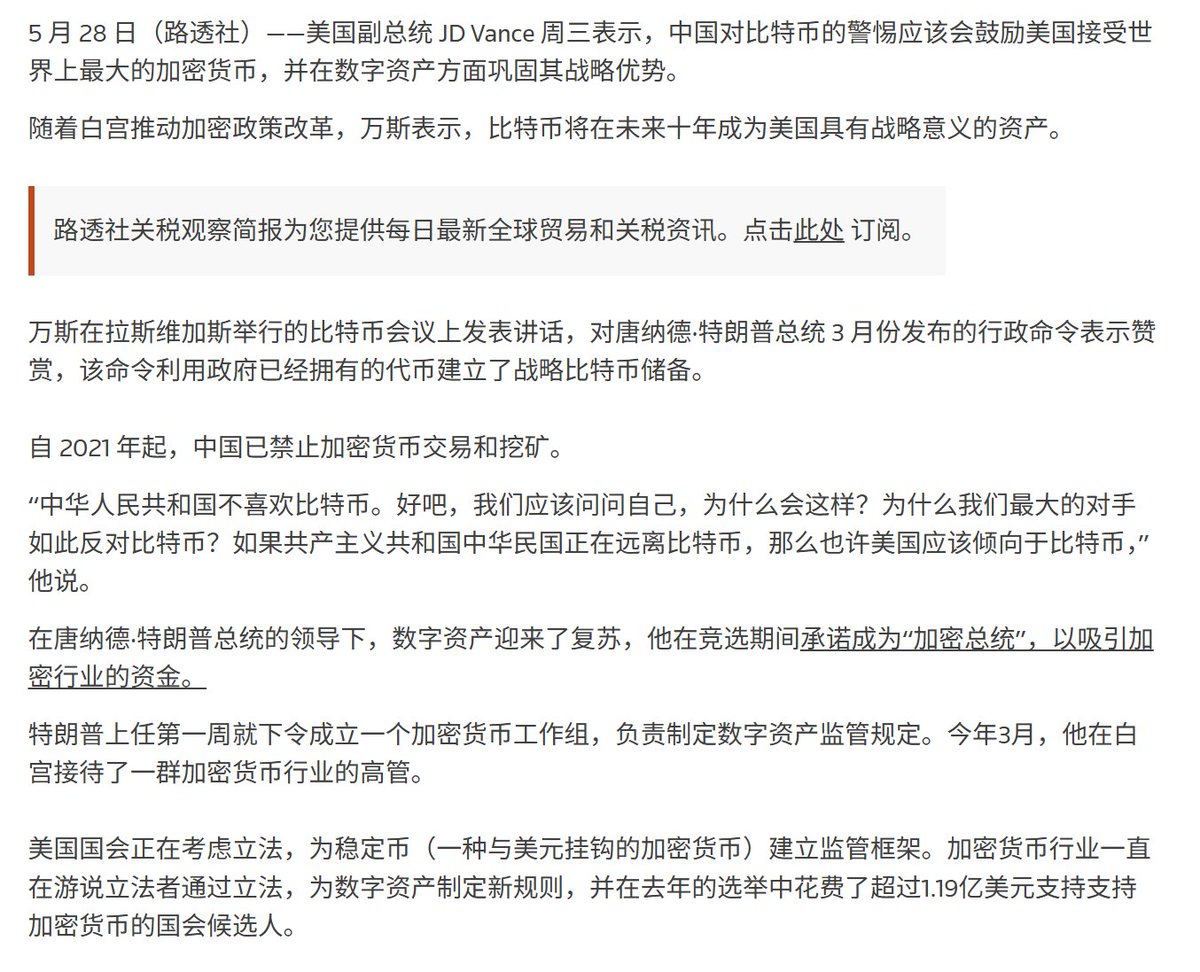 5 月 28 日（路透社）——美国副总统 JD Vance 周三表示，中国对比特币的警惕应该会鼓励美国接受世
界上最大的加密货币，并在数字资产方面巩固其战略优势。
随着白宫推动加密政策改革，万斯表示，比特币将在未来十年成为美国具有战略意义的资产。
路透社关税观察简报为您提供每日最新全球贸易和关税资讯。点击此处 订阅。
万斯在拉斯维加斯举行的比特币会议上发表讲话，对唐纳德·特朗普总统 3 月份发布的行政命令表示赞
赏，该命令利用政府已经拥有的代币建立了战略比特币储备。
自 2021 年起，中国已禁止加密货币交易和挖矿。
“中华人民共和国不喜欢比特币。好吧，我们应该问问自己，为什么会这样？为什么我们最大的对手
如此反对比特币？如果共产主义共和国中华民国正在远离比特币，那么也许美国应该倾向于比特币，”
他说。
在唐纳德·特朗普总统的领导下，数字资产迎来了复苏，他在竞选期间承诺成为“加密总统”，以吸引加
密行业的资金。
特朗普上任第一周就下令成立一个加密货币工作组，负责制定数字资产监管规定。今年3月，他在白
宫接待了一群加密货币行业的高管。
美国国会正在考虑立法，为稳定币（一种与美元挂钩的加密货币）建立监管框架。加密货币行业一直
在游说立法者通过立法，为数字资产制定新规则，并在去年的选举中花费了超过1.19亿美元支持支持
加密货币的国会候选人。